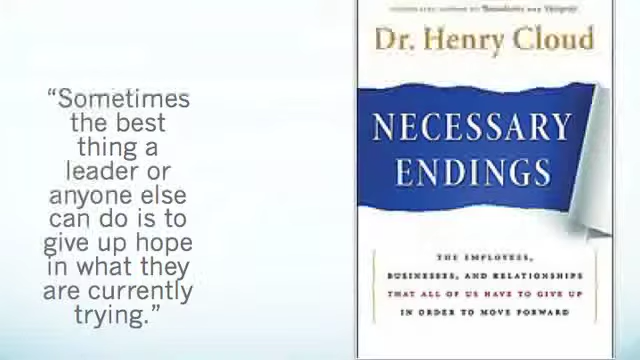 “Sometimes
the best
thing a
leader or
anyone else
can do is to
give up hope
in what they
are currently
trying.”
Dr. Henry Cloud
NECESSARY
ENDINGS
THE EMPLOYEES,
BUSINESSES, AND RELATIONSHIPS
THAT ALL OF US HAVE TO GIVE UP
IN ORDER TO MOVE FORWARD